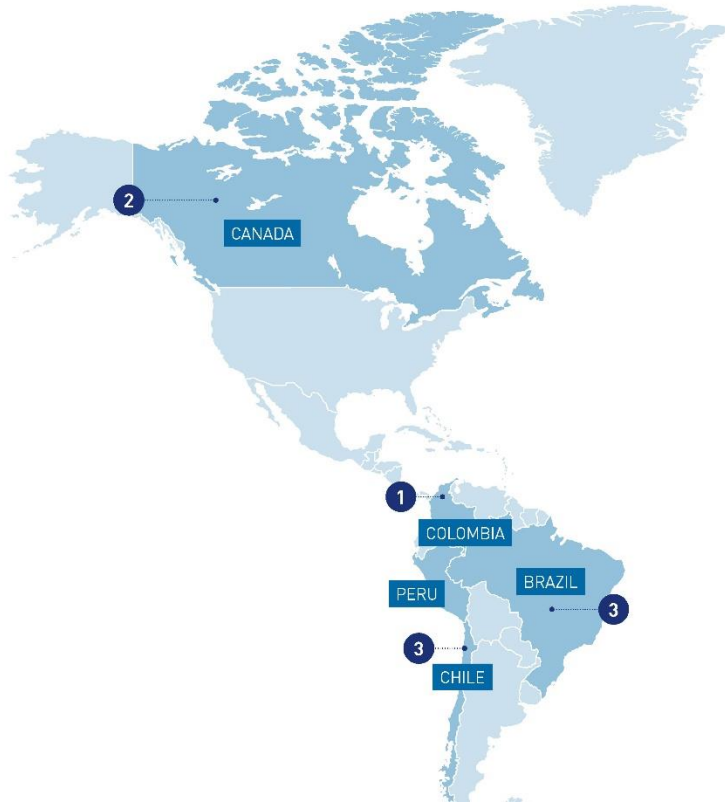 2
CANADA
1
COLOMBIA
BRAZIL
PERU
3
3
CHILE